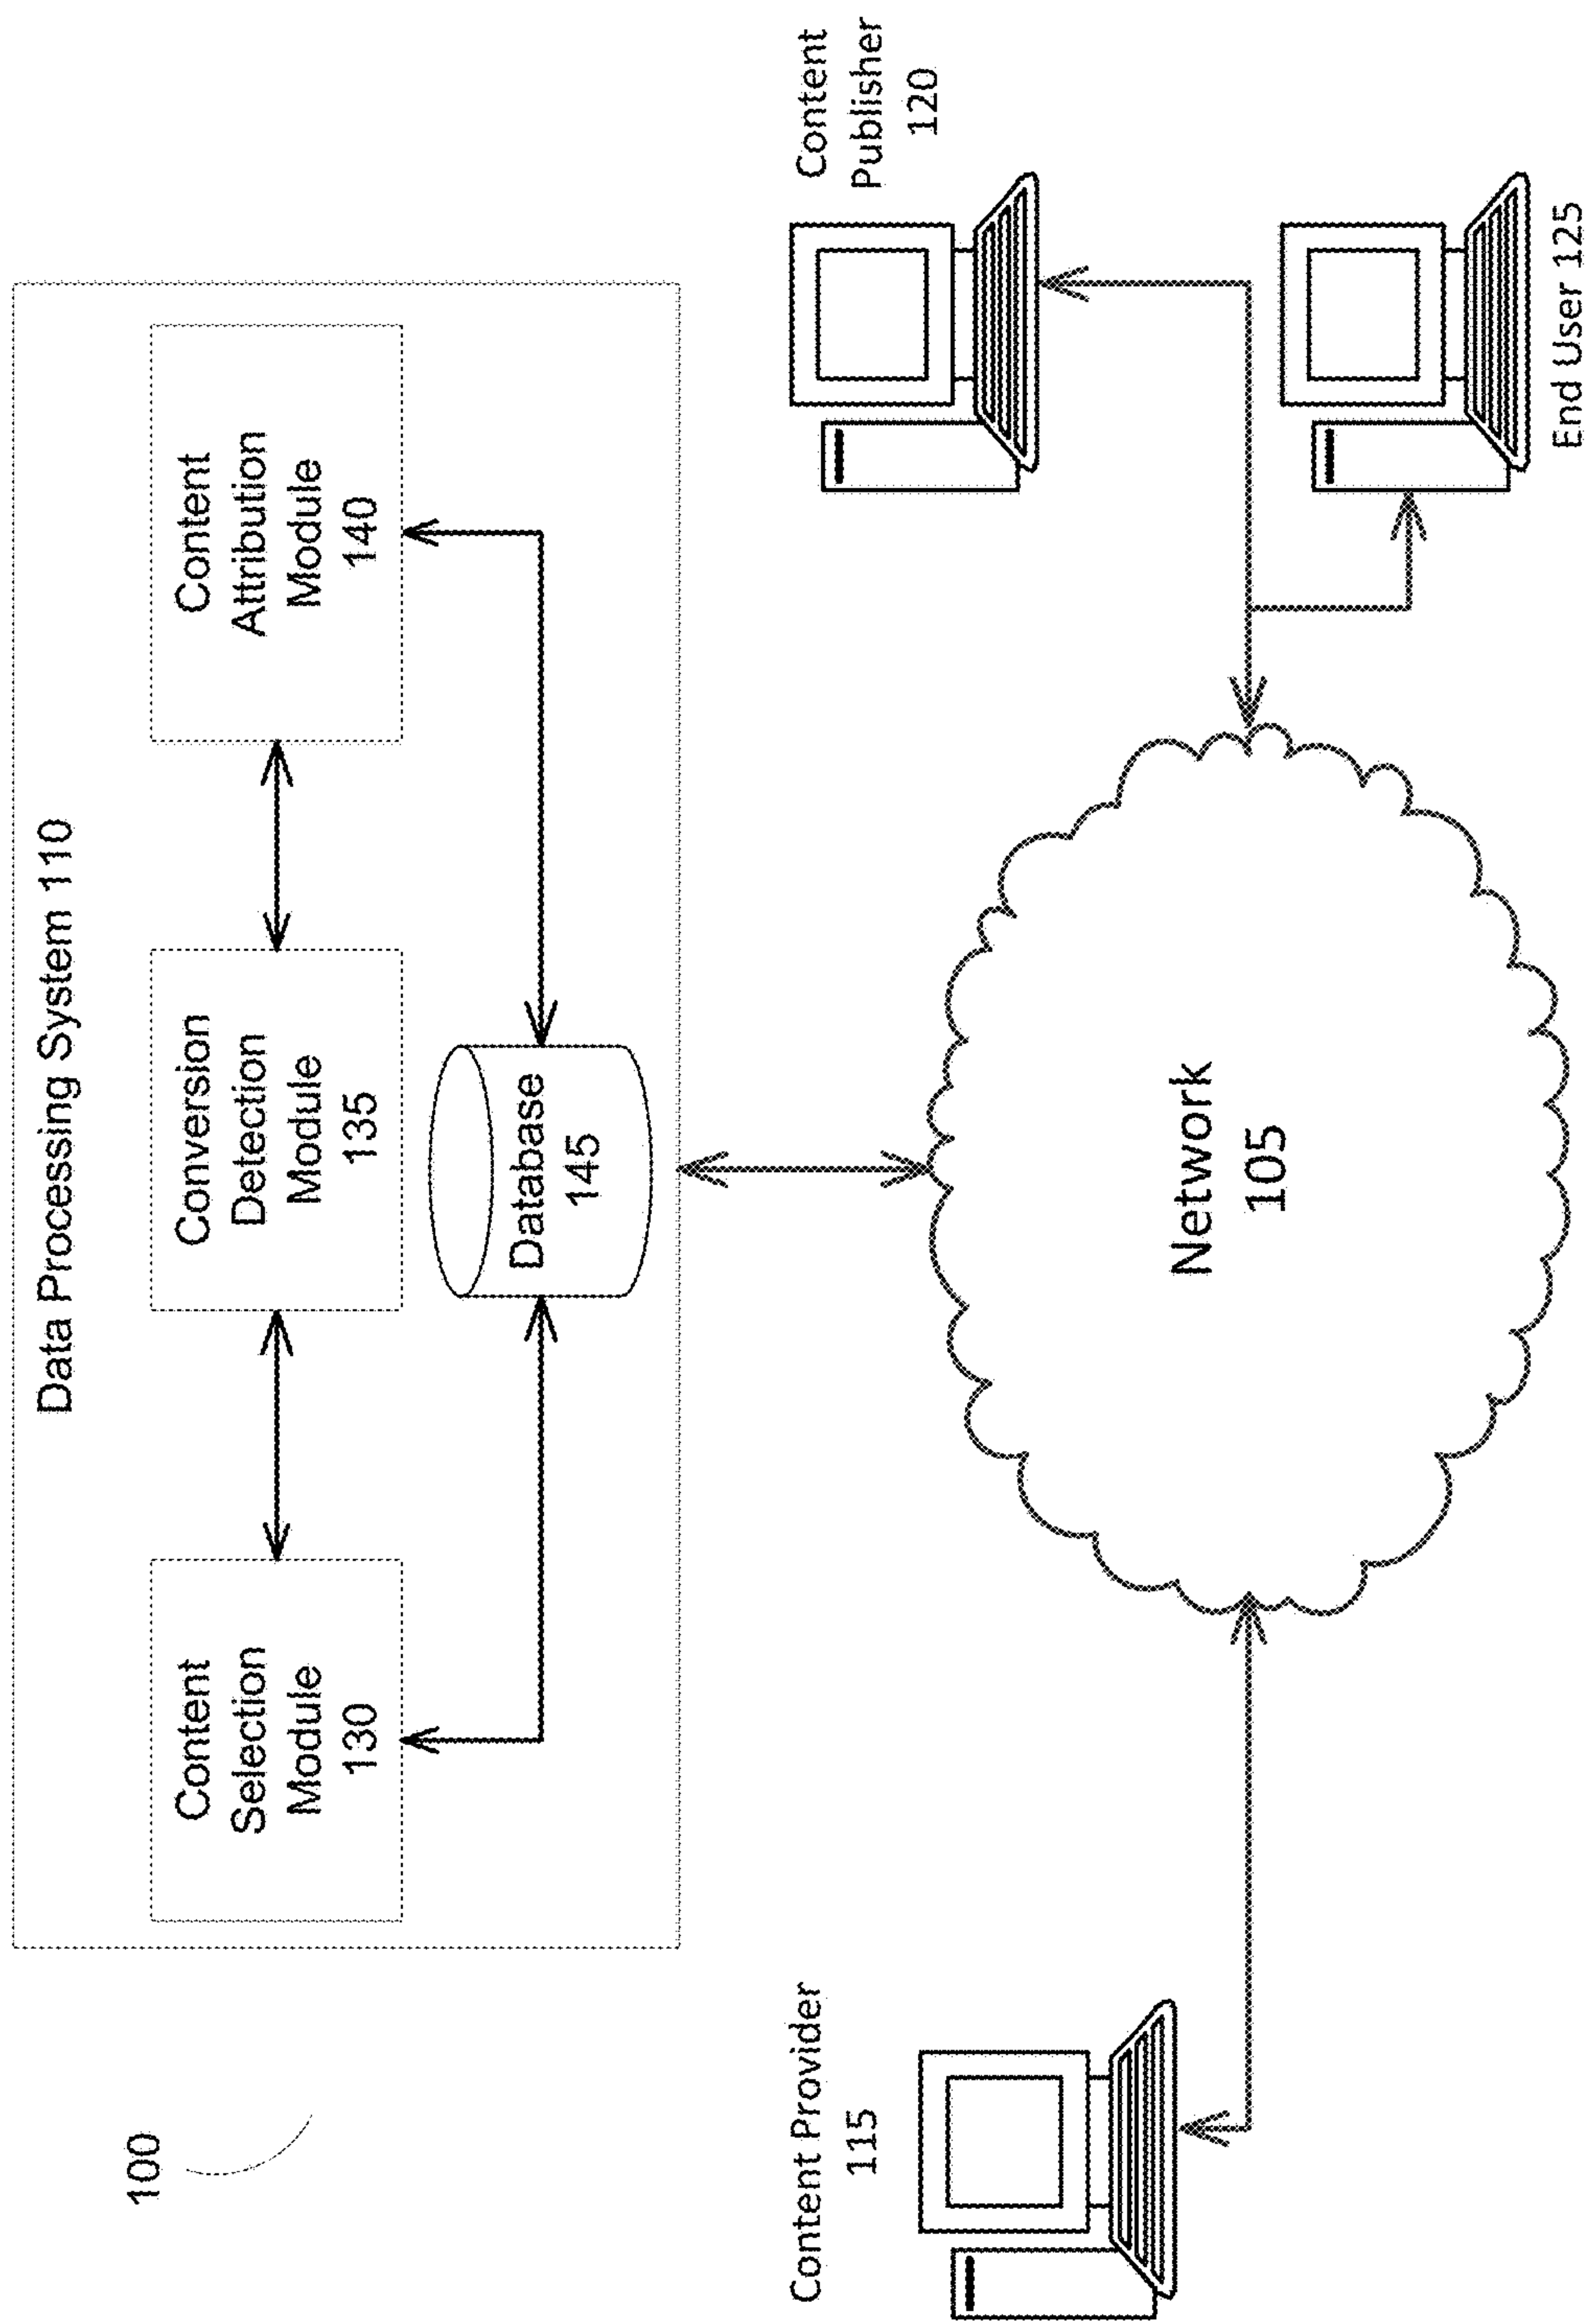 100
Data Processing System 110
Content
Selection
Module
130
Conversion
Detection
Module
135
Content
Attribution
Module
140
Database
145
Content Provider
115
Network
105
Content
Publisher
120
End User 125